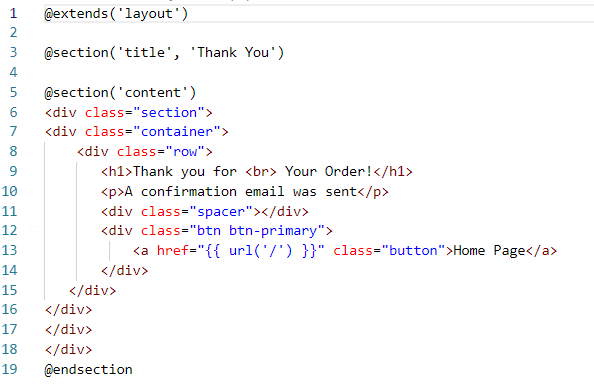 1 @extends('layout')
2
3 @section('title', 'Thank You')
4
5 @section('content')
6 <div class="section">
7 <div class="container">
8 <div class="row">
9 <h1>Thank you for <br> Your Order!</h1>
10 <p>A confirmation email was sent</p>
11 <div class="spacer"></div>
12 <div class="btn btn-primary">
13 <a href="{{ url('/') }}" class="button">Home Page</a>
14 </div>
15 </div>
16 </div>
17 </div>
18 </div>
19 @endsection